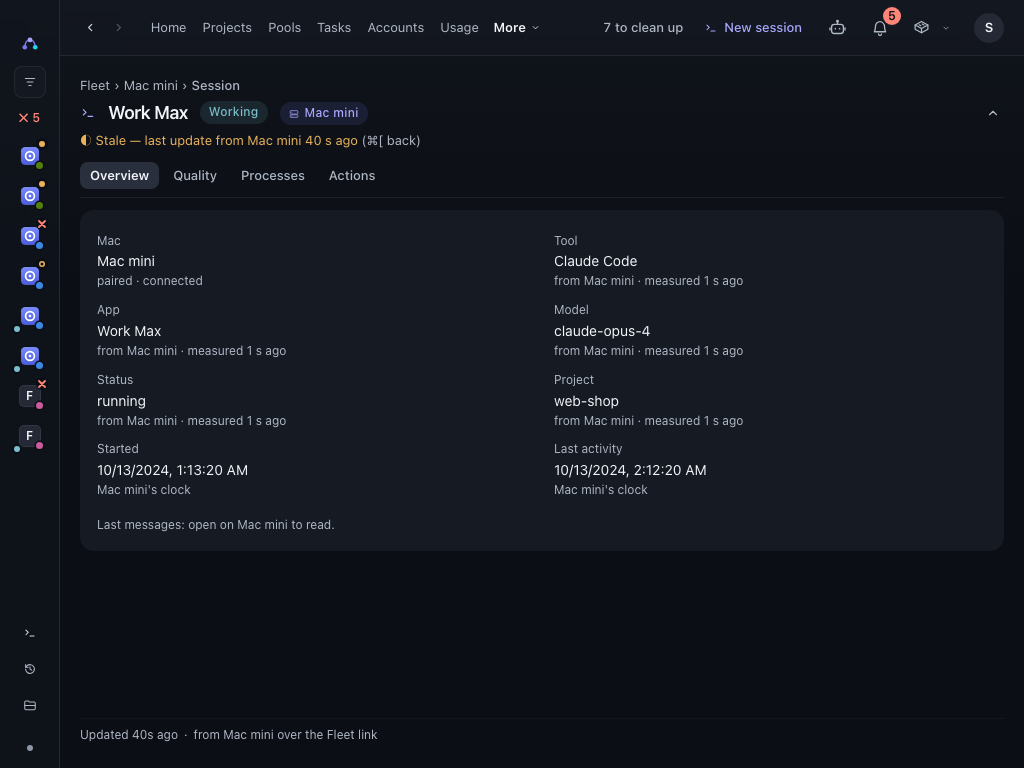 Home Projects Pools Tasks Accounts Usage More 7 to clean up New session 5 S
5
F
F
Fleet › Mac mini › Session
Work Max Working Mac mini
Stale — last update from Mac mini 40 s ago (⌘[ back)
Overview Quality Processes Actions
Mac
Mac mini
paired · connected
Tool
Claude Code
from Mac mini · measured 1 s ago
App
Work Max
from Mac mini · measured 1 s ago
Model
claude-opus-4
from Mac mini · measured 1 s ago
Status
running
from Mac mini · measured 1 s ago
Project
web-shop
from Mac mini · measured 1 s ago
Started
10/13/2024, 1:13:20 AM
Mac mini's clock
Last activity
10/13/2024, 2:12:20 AM
Mac mini's clock
Last messages: open on Mac mini to read.
Updated 40s ago · from Mac mini over the Fleet link